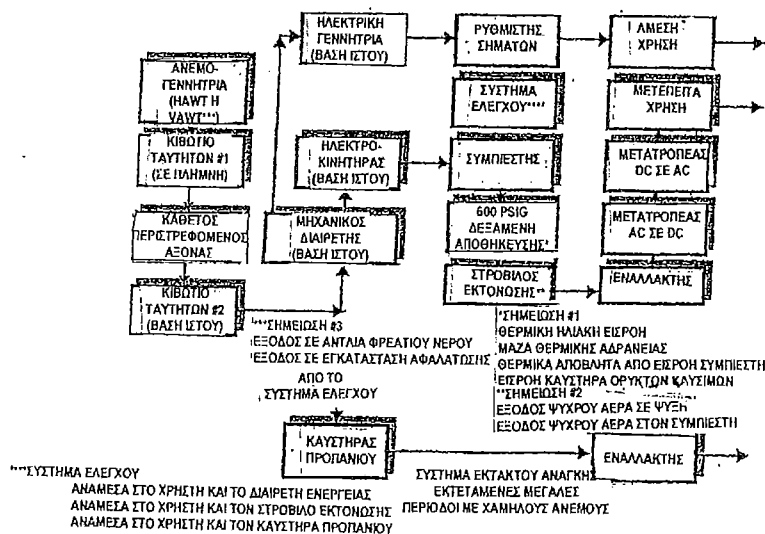 ΗΛΕΚΤΡΙΚΗ
ΓΕΝΝΗΤΡΙΑ
(ΒΑΣΗ ΙΣΤΟΥ)
ΡΥΘΜΙΣΤΗΣ
ΣΗΜΑΤΩΝ
ΑΜΕΣΗ
ΧΡΗΣΗ
ΑΝΕΜΟ-
ΓΕΝΝΗΤΡΙΑ
(HAWT Η
VAWT***)
ΣΥΣΤΗΜΑ
ΕΛΕΓΧΟΥ****
ΜΕΤΕΠΕΙΤΑ
ΧΡΗΣΗ
ΚΙΒΩΤΙΟ
ΤΑΥΤΗΤΩΝ #1
(ΣΕ ΠΛΗΜΝΗ)
ΗΛΕΚΤΡΟ-
ΚΙΝΗΤΗΡΑΣ
(ΒΑΣΗ ΙΣΤΟΥ)
ΣΥΜΠΙΕΣΤΗΣ
ΜΕΤΑΤΡΟΠΕΑΣ
DC ΣΕ AC
ΚΑΘΕΤΟΣ
ΠΕΡΙΣΤΡΕΦΟΜΕΝΟΣ
ΑΞΟΝΑΣ
ΜΗΧΑΝΙΚΟΣ
ΔΙΑΙΡΕΤΗΣ
(ΒΑΣΗ ΙΣΤΟΥ)
600 PSIG
ΔΕΞΑΜΕΝΗ
ΑΠΟΘΗΚΕΥΣΗΣ*
ΜΕΤΑΤΡΟΠΕΑΣ
AC ΣΕ DC
ΚΙΒΩΤΙΟ
ΤΑΥΤΗΤΩΝ #2
(ΒΑΣΗ ΙΣΤΟΥ)
ΣΤΡΟΒΙΛΟΣ
ΕΚΤΟΝΩΣΗΣ**
ΕΝΑΛΛΑΚΤΗΣ
***ΣΗΜΕΙΩΣΗ #3
ΕΞΟΔΟΣ ΣΕ ΑΝΤΛΙΑ ΦΡΕΑΤΙΟΥ ΝΕΡΟΥ
ΕΞΟΔΟΣ ΣΕ ΕΓΚΑΤΑΣΤΑΣΗ ΑΦΑΛΑΤΩΣΗΣ
*ΣΗΜΕΙΩΣΗ #1
ΘΕΡΜΙΚΗ ΗΛΙΑΚΗ ΕΙΣΡΟΗ
ΜΑΖΑ ΘΕΡΜΙΚΗΣ ΑΔΡΑΝΕΙΑΣ
ΘΕΡΜΙΚΑ ΑΠΟΒΛΗΤΑ ΑΠΟ ΕΙΣΡΟΗ ΣΥΜΠΙΕΣΤΗ
ΕΙΣΡΟΗ ΚΑΥΣΤΗΡΑ ΟΡΥΚΤΩΝ ΚΑΥΣΙΜΩΝ
**ΣΗΜΕΙΩΣΗ #2
ΕΞΟΔΟΣ ΨΥΧΡΟΥ ΑΕΡΑ ΣΕ ΨΥΞΗ
ΕΞΟΔΟΣ ΨΥΧΡΟΥ ΑΕΡΑ ΣΤΟΝ ΣΥΜΠΙΕΣΤΗ
ΑΠΟ ΤΟ
ΣΥΣΤΗΜΑ ΕΛΕΓΧΟΥ
ΚΑΥΣΤΗΡΑΣ
ΠΡΟΠΑΝΙΟΥ
ΕΝΑΛΛΑΚΤΗΣ
ΣΥΣΤΗΜΑ ΕΚΤΑΚΤΟΥ ΑΝΑΓΚΗΣ
ΕΚΤΕΤΑΜΕΝΕΣ ΜΕΓΑΛΕΣ
ΠΕΡΙΟΔΟΙ ΜΕ ΧΑΜΗΛΟΥΣ ΑΝΕΜΟΥΣ
****ΣΥΣΤΗΜΑ ΕΛΕΓΧΟΥ
ΑΝΑΜΕΣΑ ΣΤΟ ΧΡΗΣΤΗ ΚΑΙ ΤΟ ΔΙΑΙΡΕΤΗ ΕΝΕΡΓΕΙΑΣ
ΑΝΑΜΕΣΑ ΣΤΟ ΧΡΗΣΤΗ ΚΑΙ ΤΟΝ ΣΤΡΟΒΙΛΟ ΕΚΤΟΝΩΣΗΣ
ΑΝΑΜΕΣΑ ΣΤΟ ΧΡΗΣΤΗ ΚΑΙ ΤΟΝ ΚΑΥΣΤΗΡΑ ΠΡΟΠΑΝΙΟΥ